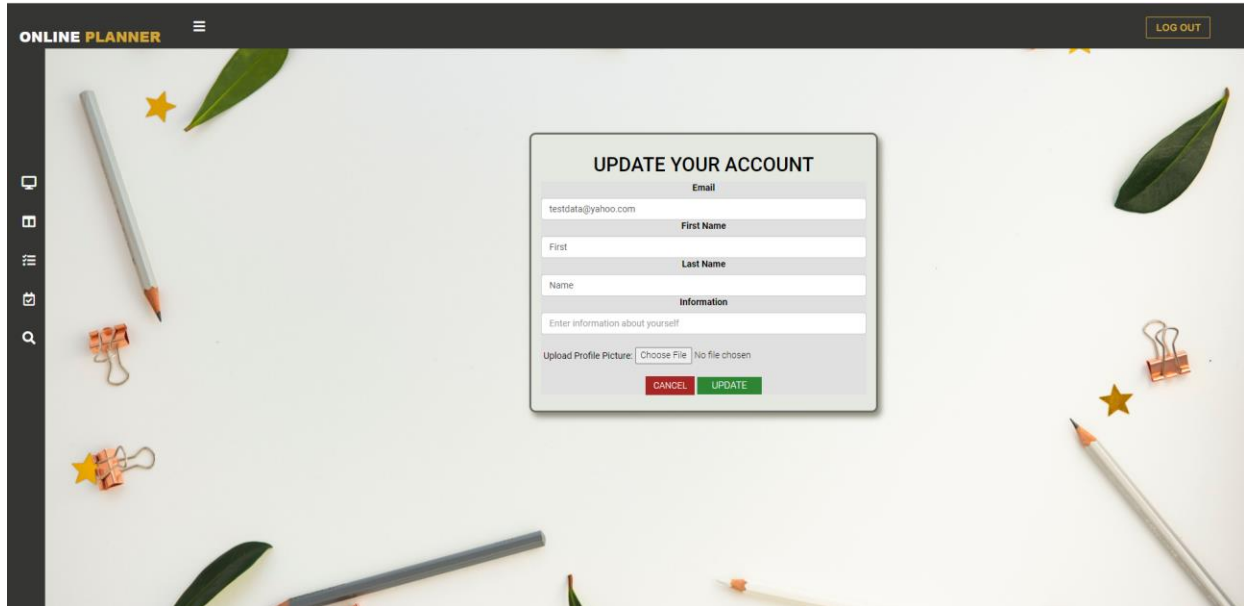 ONLINE PLANNER
LOG OUT
UPDATE YOUR ACCOUNT
Email
testdata@yahoo.com
First Name
First
Last Name
Name
Information
Enter information about yourself
Upload Profile Picture: Choose File No file chosen
CANCEL UPDATE